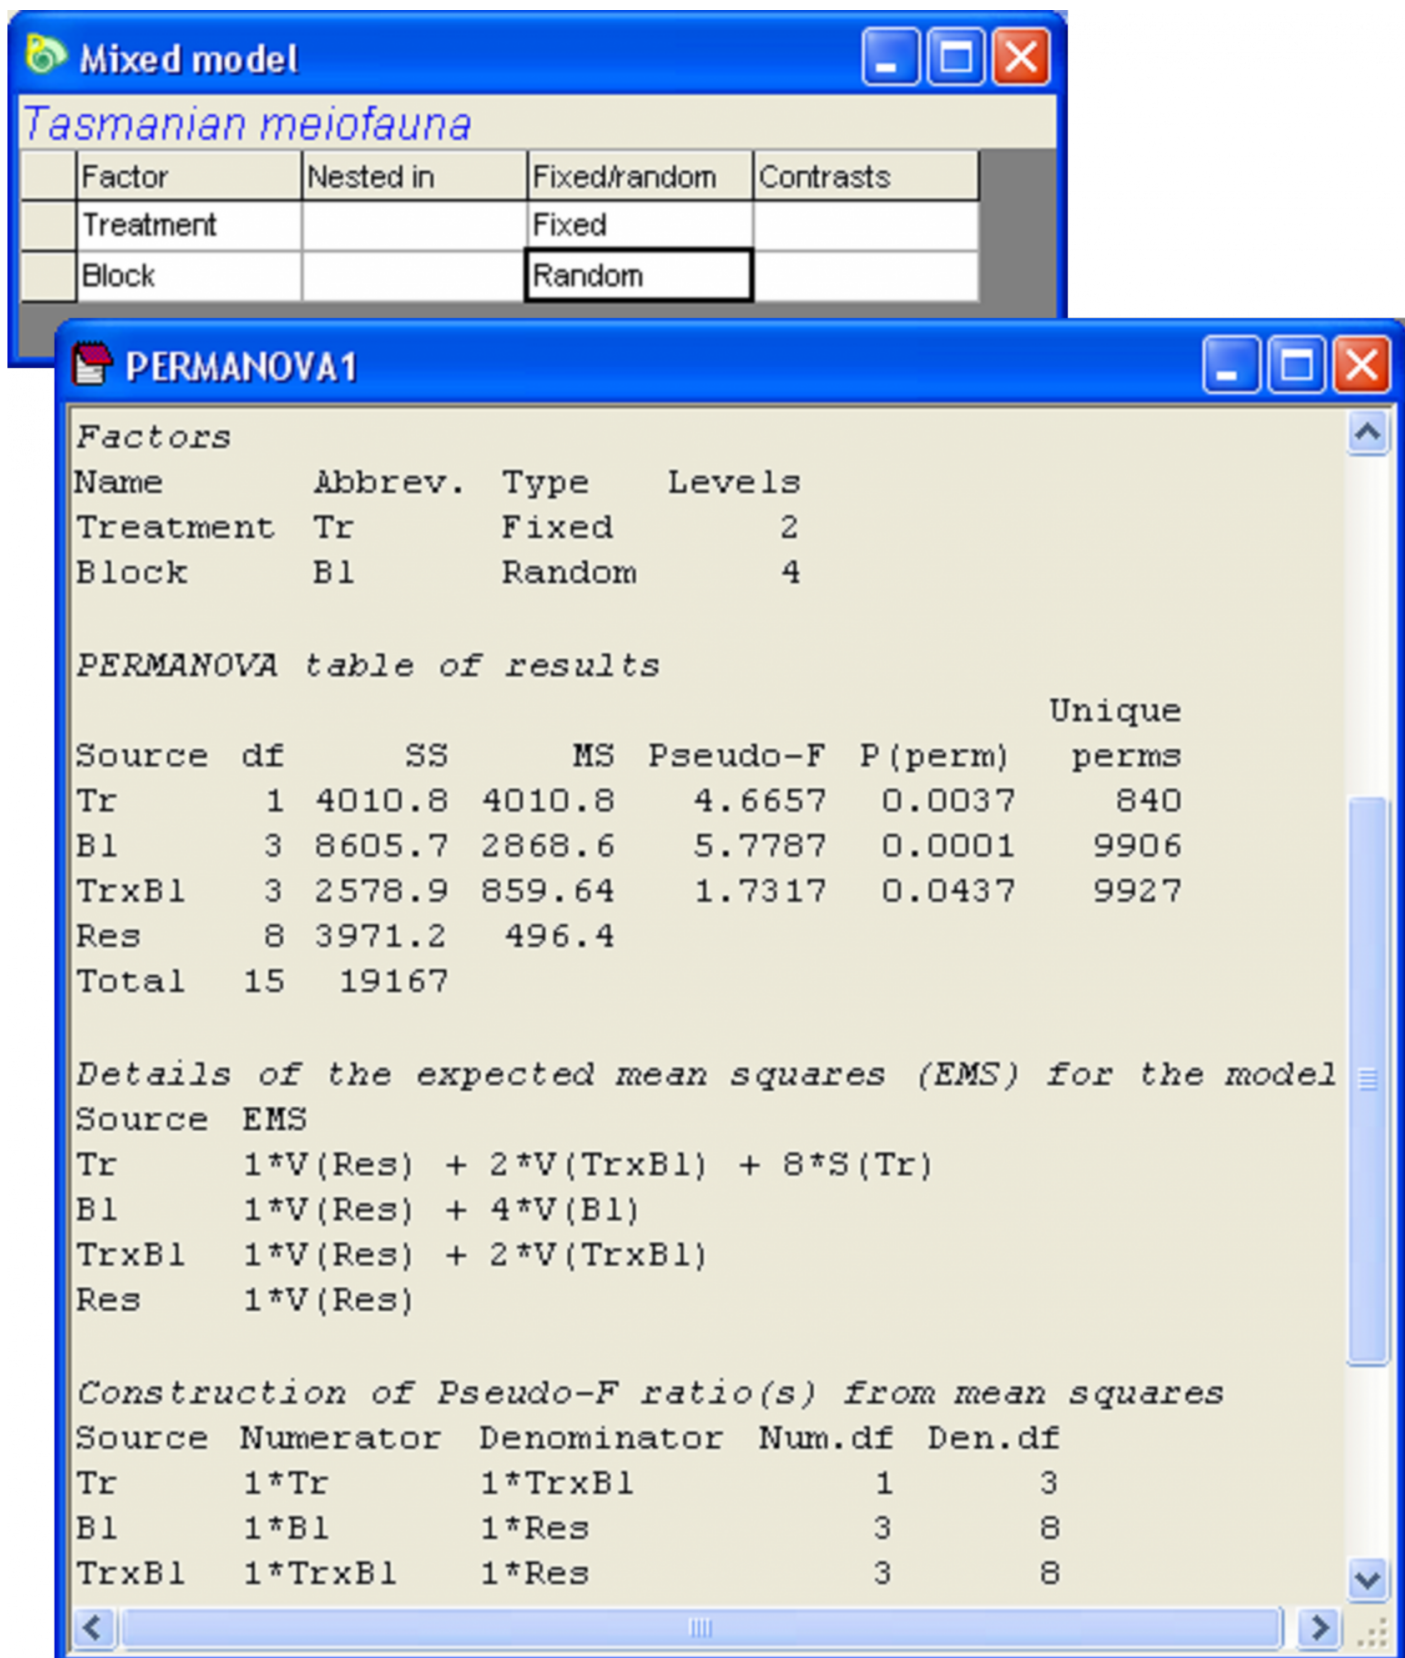 Mixed model
Tasmanian meiofauna
Factor Nested in Fixed/random Contrasts
Treatment Fixed
Block Random
PERMANOVA1
Factors
Name Abbrev. Type Levels
Treatment Tr Fixed 2
Block Bl Random 4
PERMANOVA table of results
Unique
Source df SS MS Pseudo-F P(perm) perms
Tr 1 4010.8 4010.8 4.6657 0.0037 840
Bl 3 8605.7 2868.6 5.7787 0.0001 9906
TrxBl 3 2578.9 859.64 1.7317 0.0437 9927
Res 8 3971.2 496.4
Total 15 19167
Details of the expected mean squares (EMS) for the model
Source EMS
Tr 1*V(Res) + 2*V(TrxBl) + 8*S(Tr)
Bl 1*V(Res) + 4*V(Bl)
TrxBl 1*V(Res) + 2*V(TrxBl)
Res 1*V(Res)
Construction of Pseudo-F ratio(s) from mean squares
Source Numerator Denominator Num.df Den.df
Tr 1*Tr 1*TrxBl 1 3
Bl 1*Bl 1*Res 3 8
TrxBl 1*TrxBl 1*Res 3 8